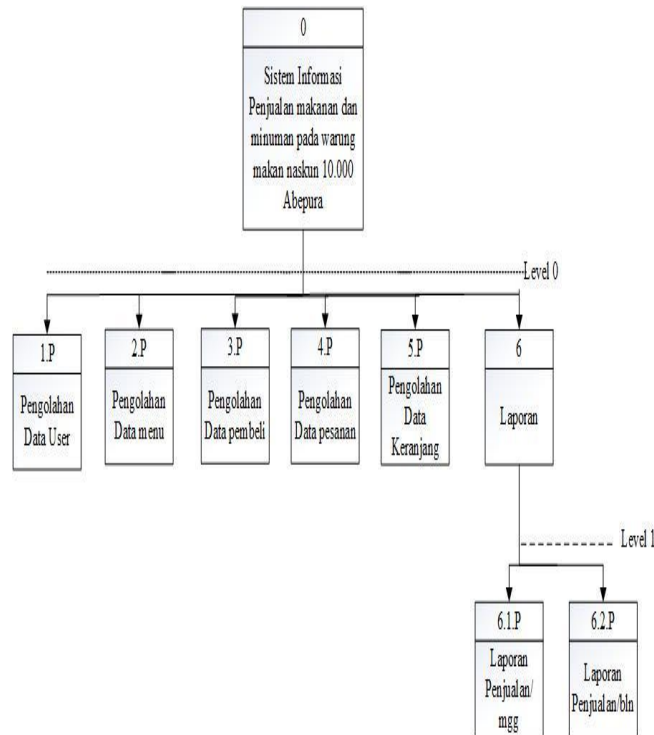 0
Sistem Informasi
Penjualan makanan dan
minuman pada warung
makan naskun 10.000
Abepura
Level 0
1.P
Pengolahan
Data User
2.P
Pengolahan
Data menu
3.P
Pengolahan
Data pembeli
4.P
Pengolahan
Data pesanan
5.P
Pengolahan
Data
Keranjang
6
Laporan
Level 1
6.1.P
Laporan
Penjualan/
mgg
6.2.P
Laporan
Penjualan/bln